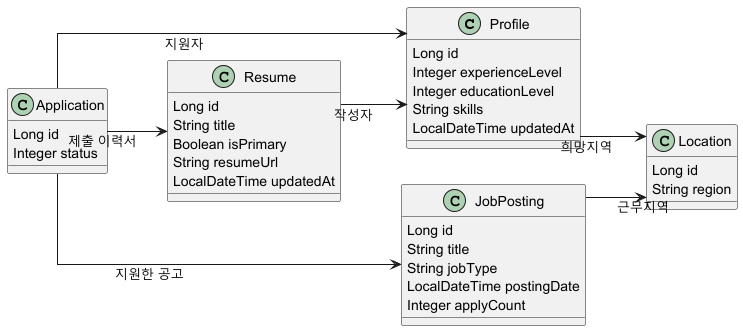 C Profile
Long id
Integer experienceLevel
Integer educationLevel
String skills
LocalDateTime updatedAt
지원자
C Resume
Long id
String title
Boolean isPrimary
String resumeUrl
LocalDateTime updatedAt
작성자
C Application
Long id
Integer status
제출 이력서
희망지역
C Location
Long id
String region
근무지역
C JobPosting
Long id
String title
String jobType
LocalDateTime postingDate
Integer applyCount
지원한 공고